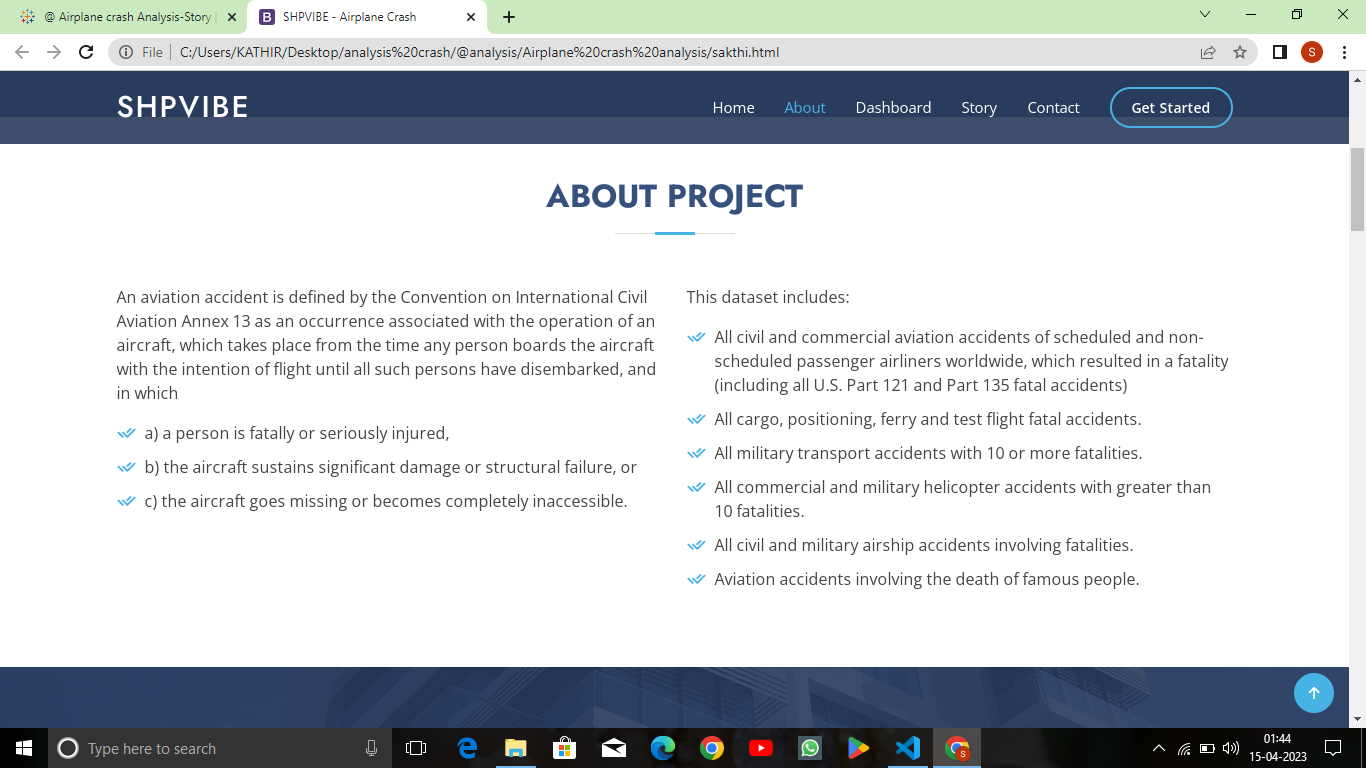 @ Airplane crash Analysis-Story |
SHPVIBE - Airplane Crash
File
C:/Users/KATHIR/Desktop/analysis%20crash/@analysis/Airplane%20crash%20analysis/sakthi.html
S
SHPVIBE
Home
About
Dashboard
Story
Contact
Get Started
ABOUT PROJECT
An aviation accident is defined by the Convention on International Civil
Aviation Annex 13 as an occurrence associated with the operation of an
aircraft, which takes place from the time any person boards the aircraft
with the intention of flight until all such persons have disembarked, and
in which
a) a person is fatally or seriously injured,
b) the aircraft sustains significant damage or structural failure, or
c) the aircraft goes missing or becomes completely inaccessible.
This dataset includes:
All civil and commercial aviation accidents of scheduled and non-
scheduled passenger airliners worldwide, which resulted in a fatality
(including all U.S. Part 121 and Part 135 fatal accidents)
All cargo, positioning, ferry and test flight fatal accidents.
All military transport accidents with 10 or more fatalities.
All commercial and military helicopter accidents with greater than
10 fatalities.
All civil and military airship accidents involving fatalities.
Aviation accidents involving the death of famous people.
Type here to search
01:44
15-04-2023